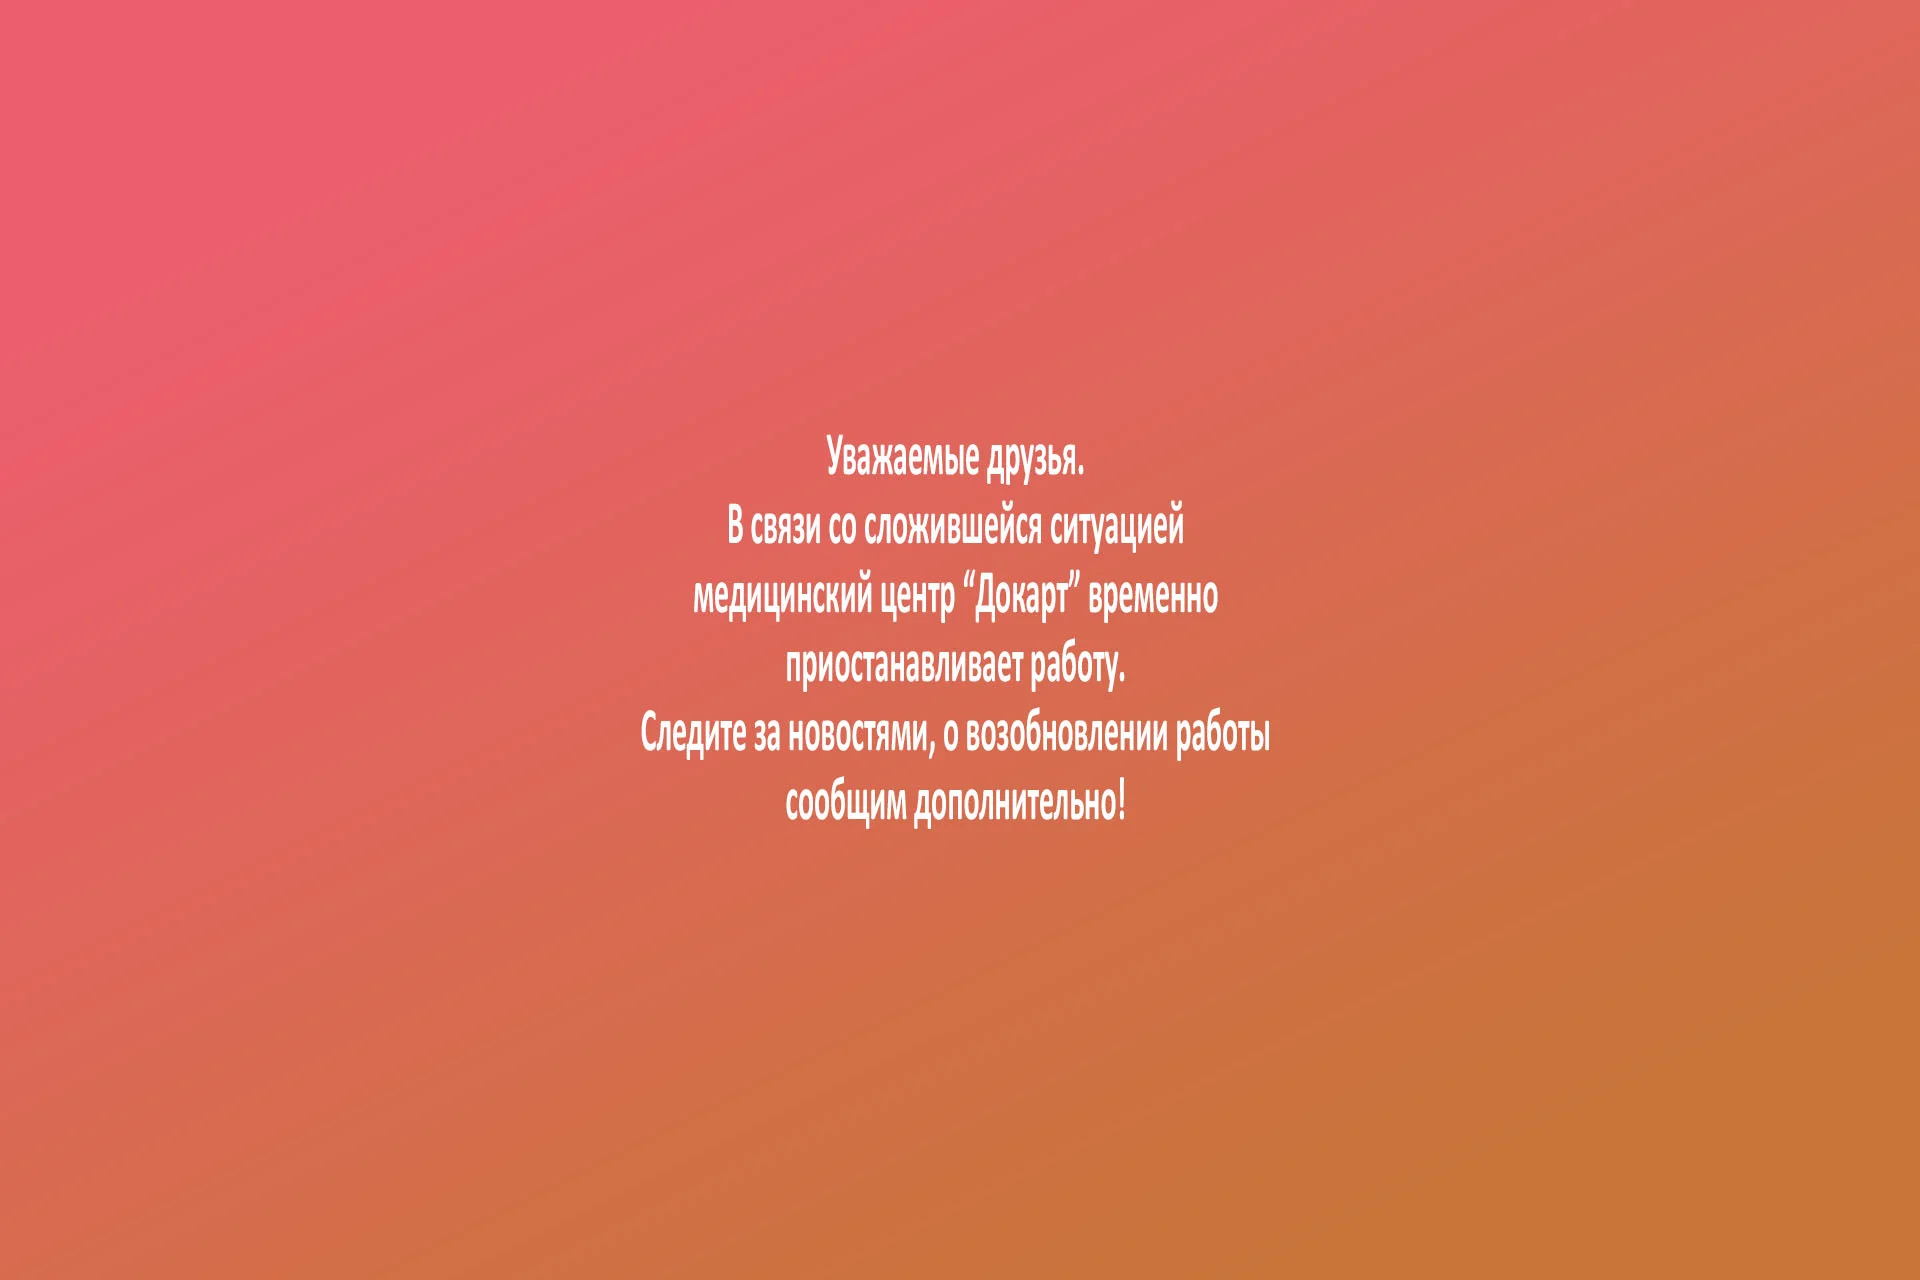 Уважаемые друзья.
В связи со сложившейся ситуацией
медицинский центр “Докарт” временно
приостанавливает работу.
Следите за новостями, о возобновлении работы
сообщим дополнительно!